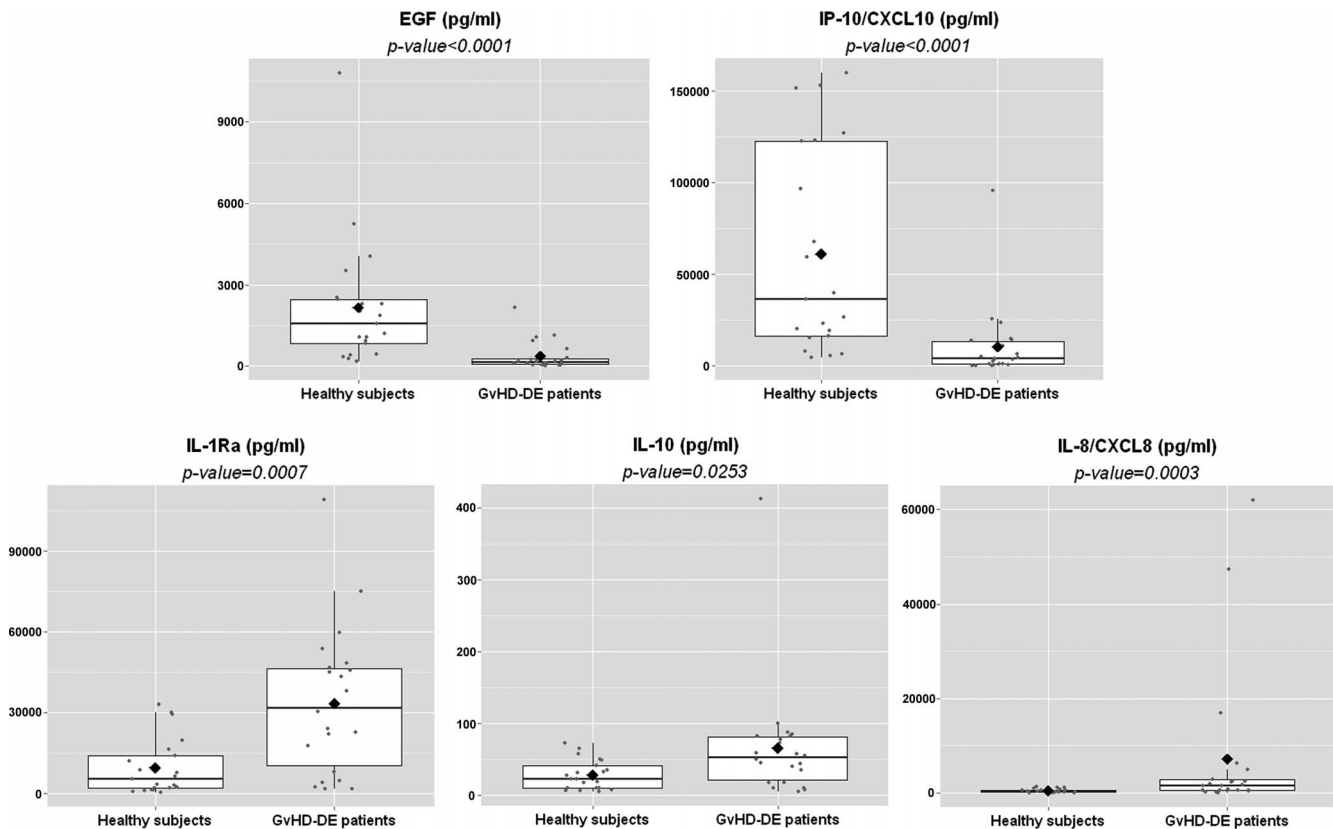 EGF (pg/ml)
p-value<0.0001
9000
6000
3000
0
Healthy subjects
GvHD-DE patients
IP-10/CXCL10 (pg/ml)
p-value<0.0001
150000
100000
50000
0
Healthy subjects
GvHD-DE patients
IL-1Ra (pg/ml)
p-value=0.0007
90000
60000
30000
0
Healthy subjects
GvHD-DE patients
IL-10 (pg/ml)
p-value=0.0253
400
300
200
100
0
Healthy subjects
GvHD-DE patients
IL-8/CXCL8 (pg/ml)
p-value=0.0003
60000
40000
20000
0
Healthy subjects
GvHD-DE patients